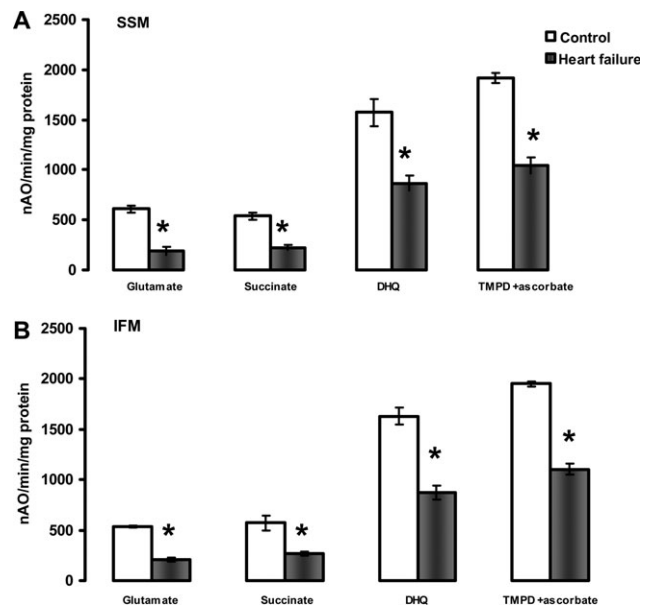 A
SSM
2500
2000
1500
1000
500
0
nAO/min/mg protein
Control
Heart failure
*
*
*
*
Glutamate
Succinate
DHQ
TMPD +ascorbate
B
IFM
2500
2000
1500
1000
500
0
nAO/min/mg protein
*
*
*
*
Glutamate
Succinate
DHQ
TMPD +ascorbate